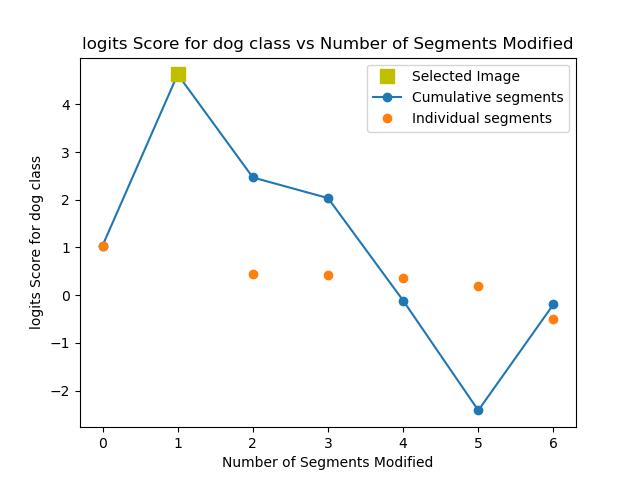 logits Score for dog class vs Number of Segments Modified
Selected Image
Cumulative segments
Individual segments
logits Score for dog class
4
3
2
1
0
−1
−2
0 1 2 3 4 5 6
Number of Segments Modified